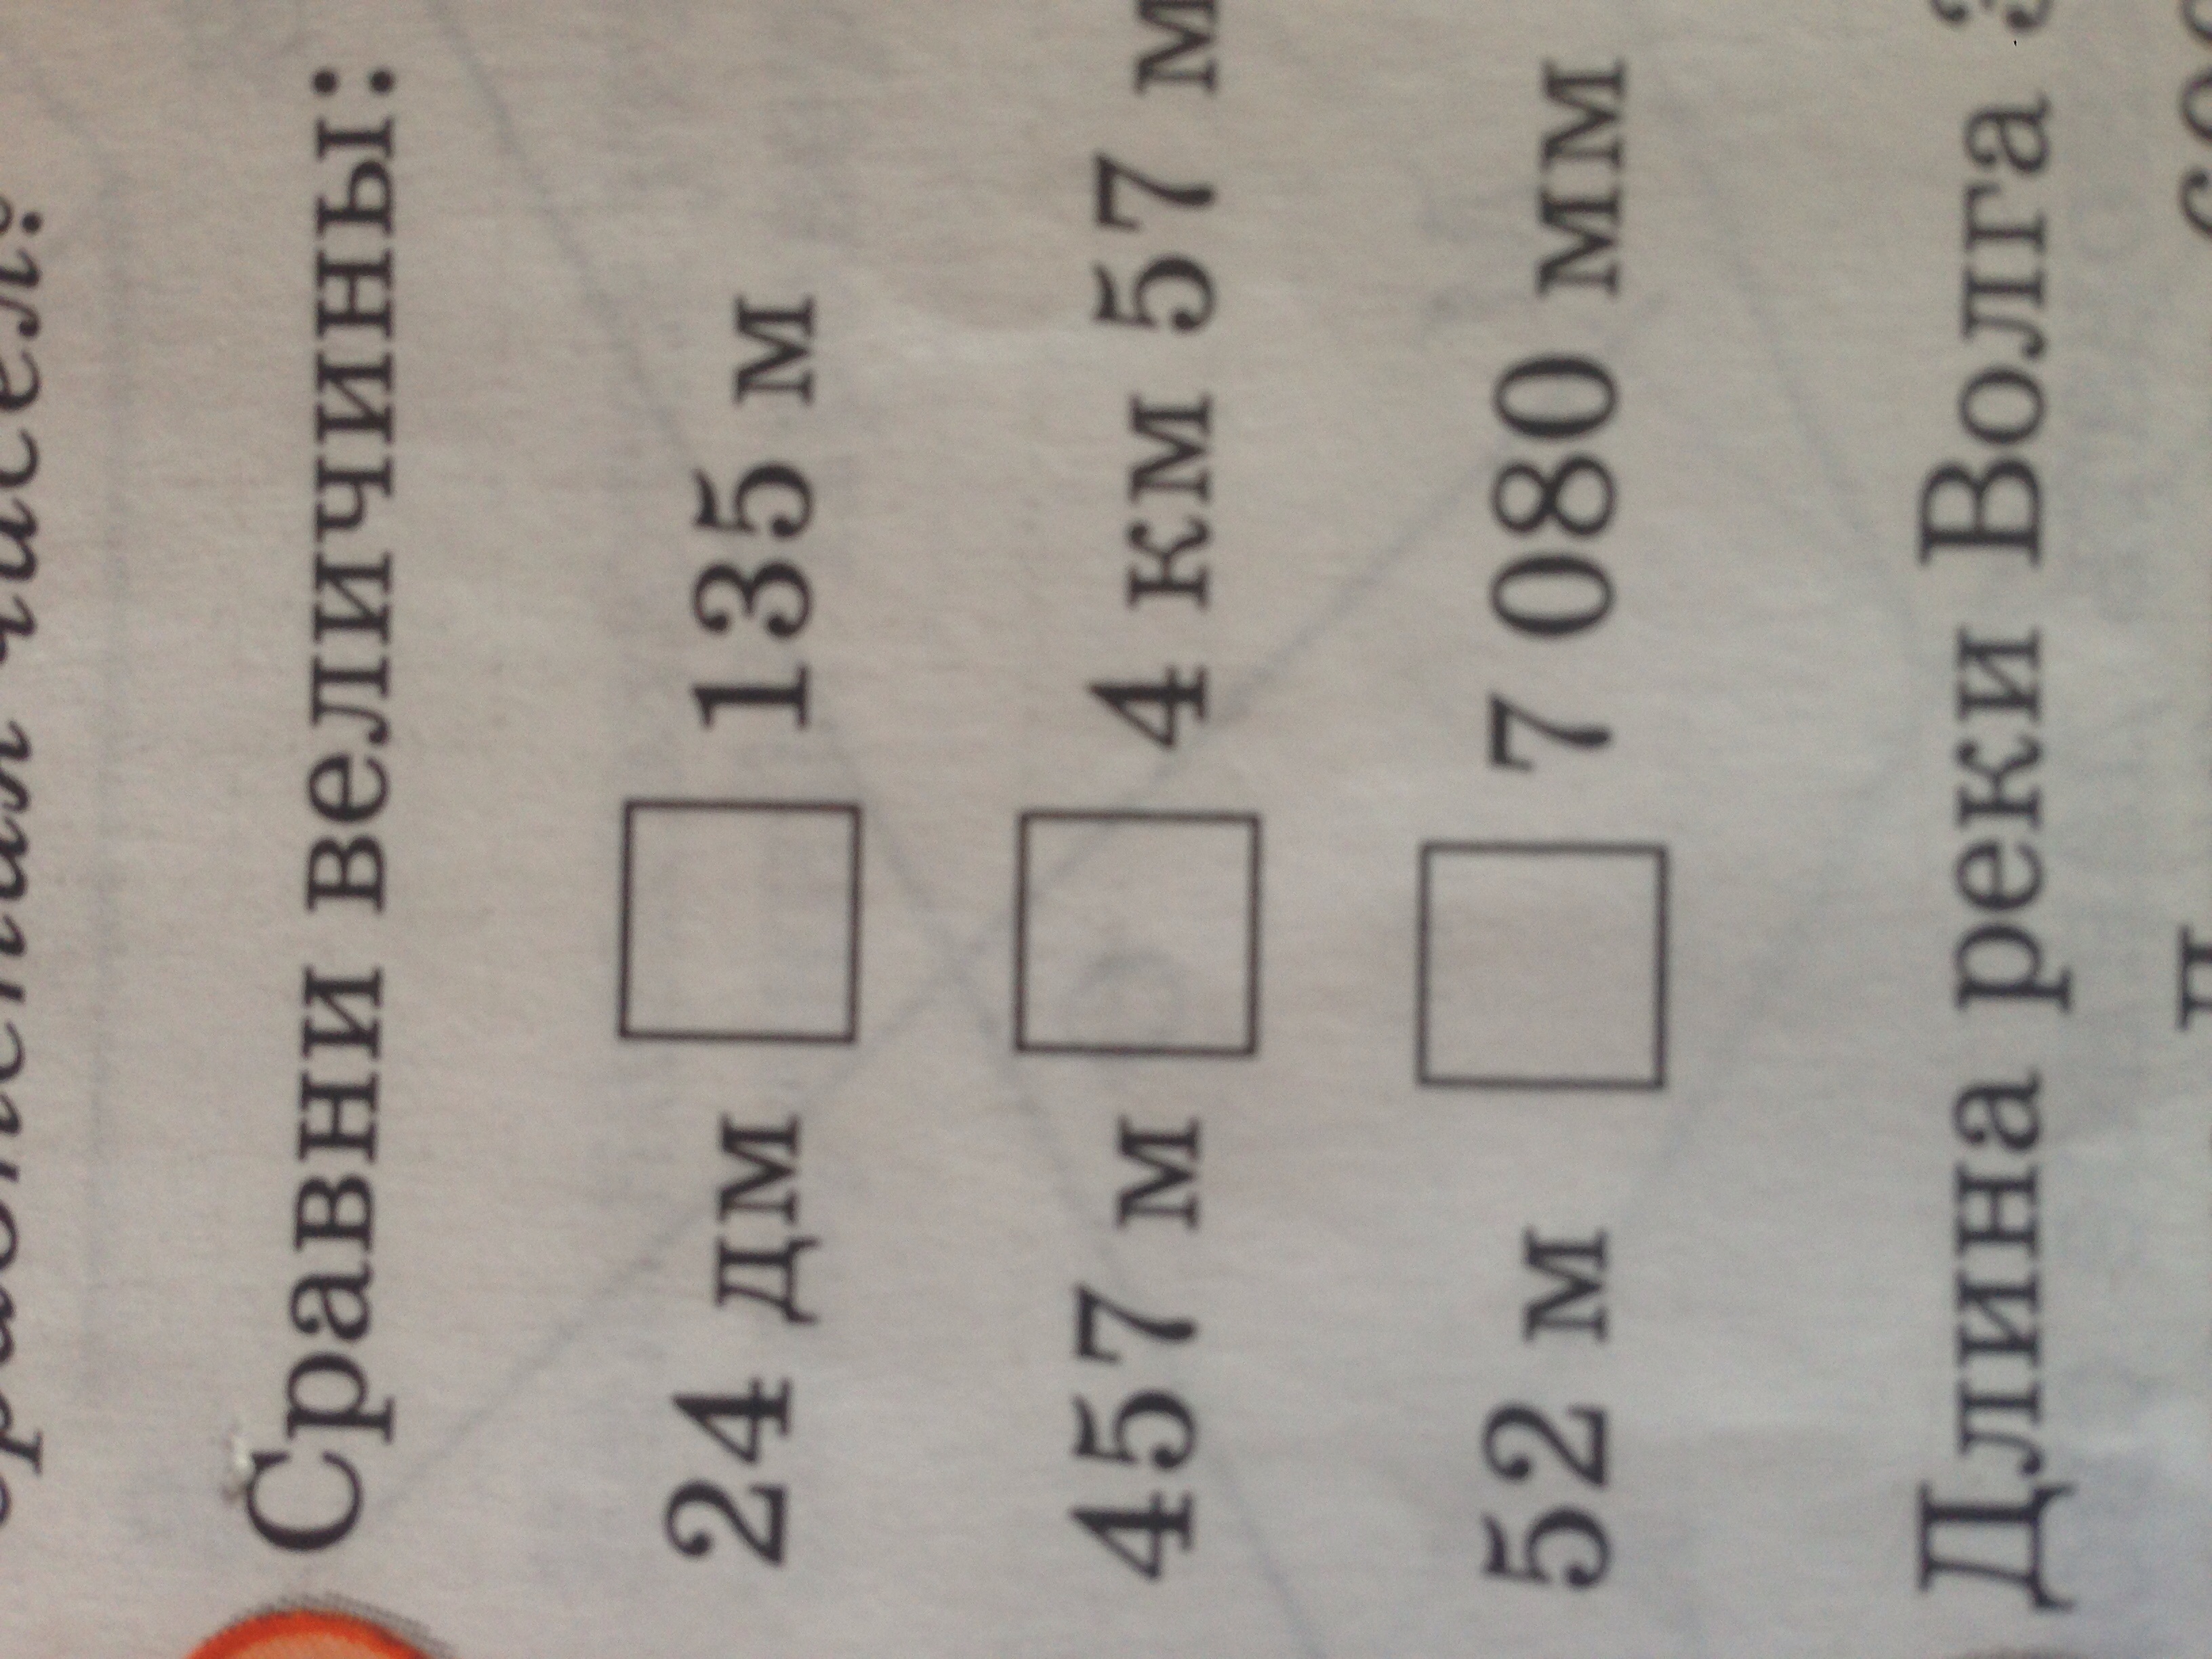 Сравни величины:
24 дм 135 м
457 м 4 км 57 м
52 м 7 080 мм
Длина реки Волга